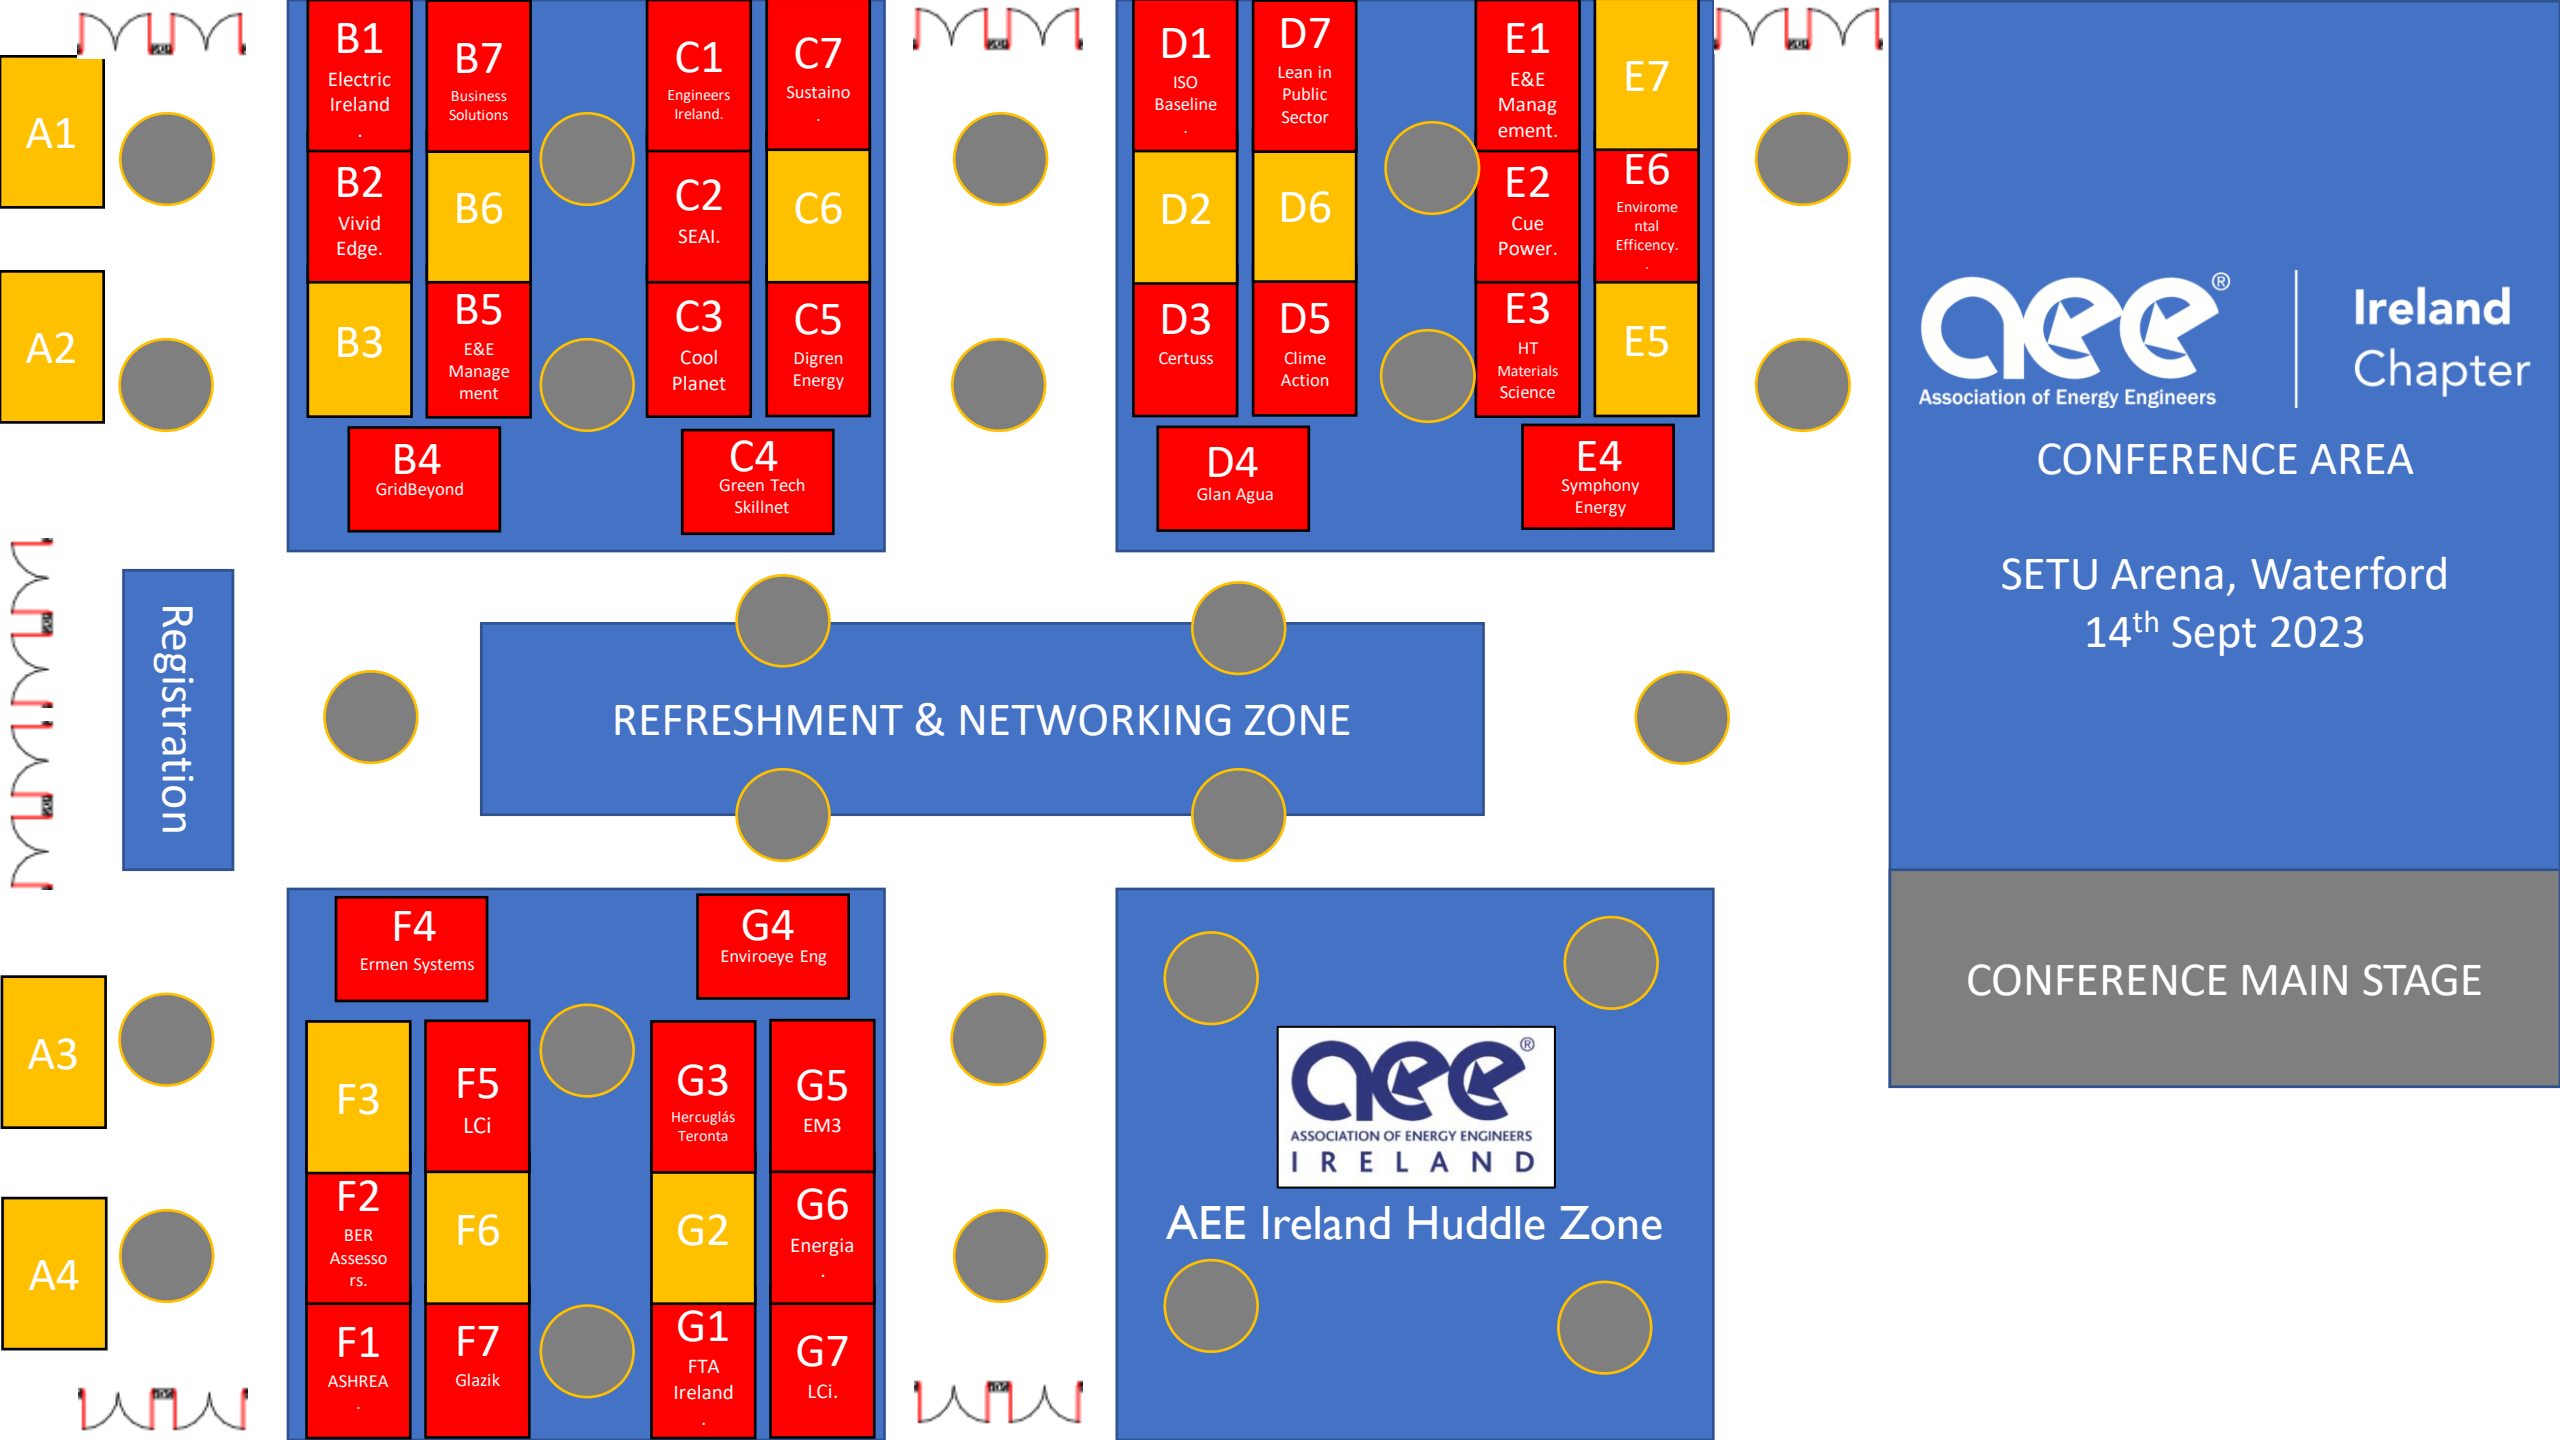 B1
Electric
Ireland
.
B7
Business
Solutions
C1
Engineers
Ireland.
C7
Sustaino
.
D1
ISO
Baseline
.
D7
Lean in
Public
Sector
E1
E&E
Manag
ement.
E7
A1
B2
Vivid
Edge.
B6
C2
SEAI.
C6
D2
D6
E2
Cue
Power.
E6
Envirome
ntal
Efficency.
.
A2
B3
B5
E&E
Manage
ment
C3
Cool
Planet
C5
Digren
Energy
D3
Certuss
D5
Clime
Action
E3
HT
Materials
Science
E5
B4
GridBeyond
C4
Green Tech
Skillnet
D4
Glan Agua
E4
Symphony
Energy
aee®
Association of Energy Engineers
Ireland
Chapter
CONFERENCE AREA
SETU Arena, Waterford
14th Sept 2023
Registration
REFRESHMENT & NETWORKING ZONE
CONFERENCE MAIN STAGE
F4
Ermen Systems
G4
Enviroeye Eng
A3
F3
F5
LCi
G3
Hercuglás
Teronta
G5
EM3
A4
F2
BER
Assesso
rs.
F6
G2
G6
Energia
.
F1
ASHREA
.
F7
Glazik
G1
FTA
Ireland
.
G7
LCi.
aee®
ASSOCIATION OF ENERGY ENGINEERS
IRELAND
AEE Ireland Huddle Zone